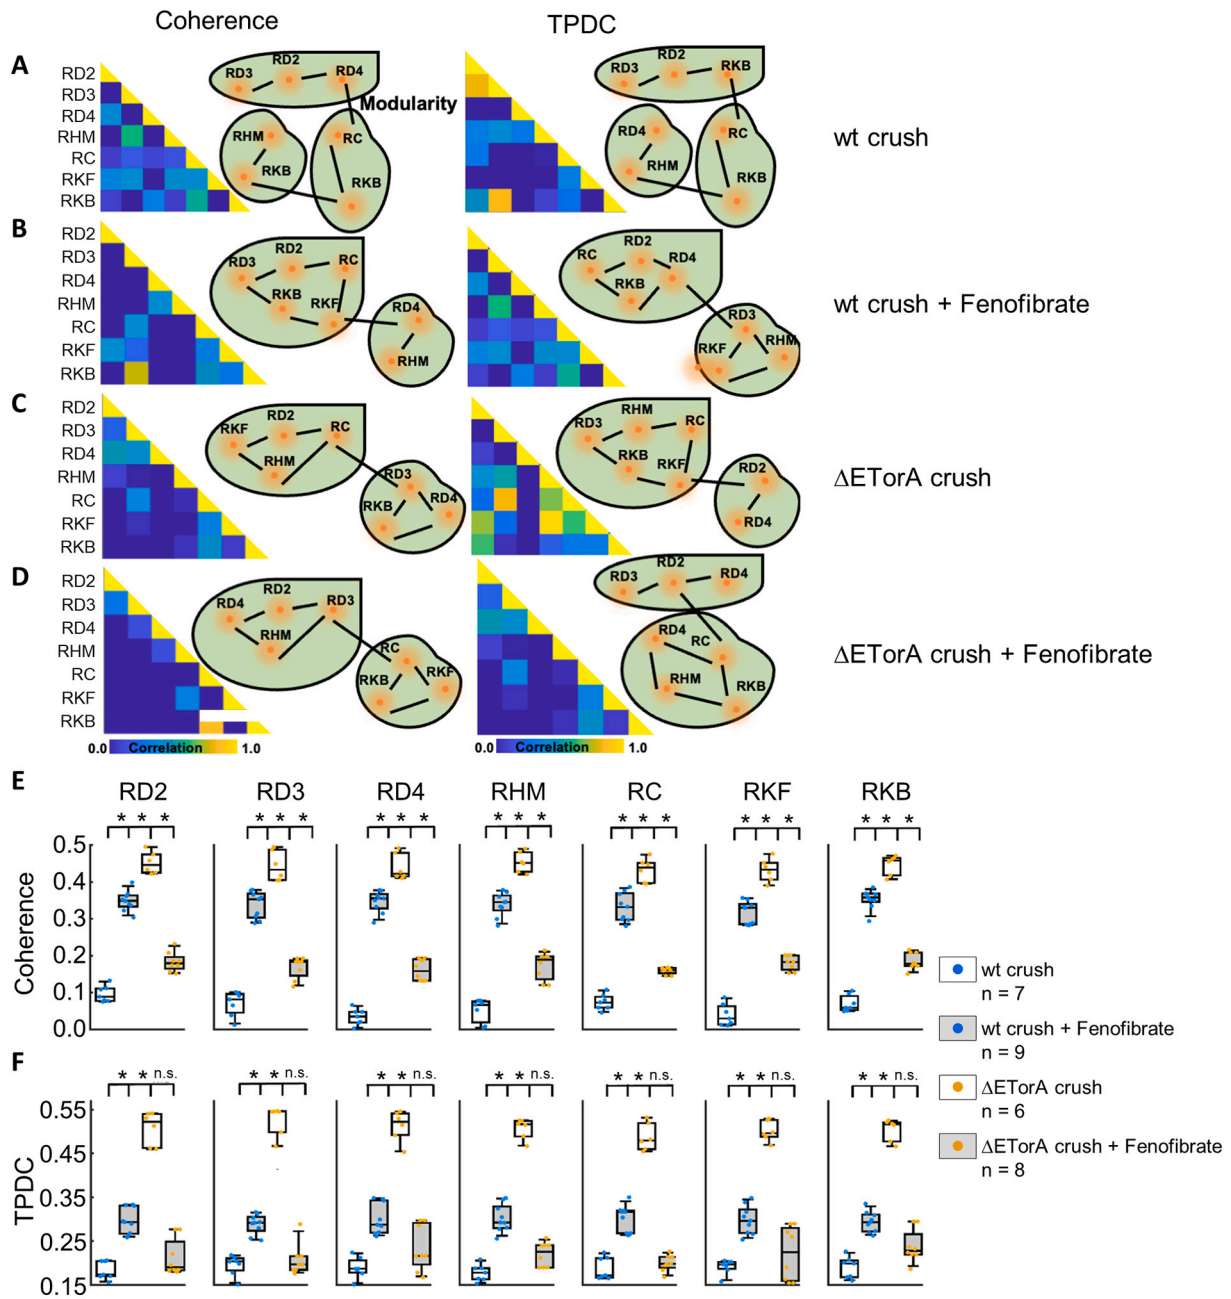 Coherence
TPDC
A
RD2
RD3
RD4
RHM
RC
RKF
RKB
RD3
RD2
RD4
Modularity
RHM
RKB
RC
RKB
RD3
RD2
RKB
RD4
RHM
RC
RKB
wt crush
B
RD2
RD3
RD4
RHM
RC
RKF
RKB
RD3
RD2
RC
RKB
RKF
RD4
RHM
RC
RD2
RD4
RKB
RD3
RKF
RHM
wt crush + Fenofibrate
C
RD2
RD3
RD4
RHM
RC
RKF
RKB
RKF
RD2
RC
RHM
RD3
RKB
RD4
RD3
RHM
RC
RKB
RKF
RD2
RD4
ΔETorA crush
D
RD2
RD3
RD4
RHM
RC
RKF
RKB
RD4
RD2
RD3
RHM
RC
RKB
RKF
RD3
RD2
RD4
RD4
RC
RHM
RKB
ΔETorA crush + Fenofibrate
0.0 Correlation 1.0
0.0 Correlation 1.0
E
RD2 RD3 RD4 RHM RC RKF RKB
* * * * * * * * * * * * * * * * * * * * *
Coherence
0.5
0.4
0.3
0.2
0.1
0.0
F
* * n.s. * * n.s. * * n.s. * * n.s. * * n.s. * * n.s. * * n.s.
TPDC
0.55
0.45
0.35
0.25
0.15
wt crush
n = 7
wt crush + Fenofibrate
n = 9
ΔETorA crush
n = 6
ΔETorA crush + Fenofibrate
n = 8